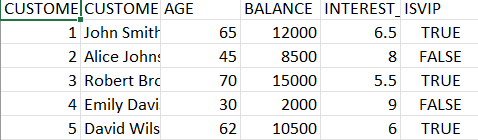 CUSTOME CUSTOME AGE BALANCE INTEREST_ ISVIP
1 John Smith 65 12000 6.5 TRUE
2 Alice Johns 45 8500 8 FALSE
3 Robert Bro 70 15000 5.5 TRUE
4 Emily Davi 30 2000 9 FALSE
5 David Wils 62 10500 6 TRUE